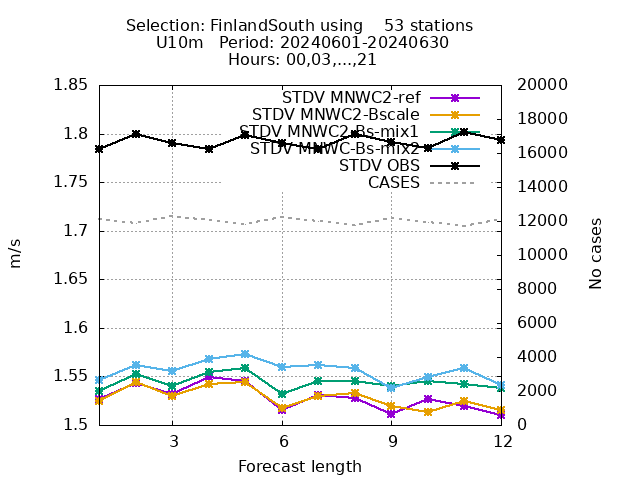 Selection: FinlandSouth using    53 stations
U10m   Period: 20240601-20240630
Hours: 00,03,...,21
STDV MNWC2-ref
STDV MNWC2-Bscale
STDV MNWC2-Bs-mix1
STDV MNWC-Bs-mix2
STDV OBS
CASES
1.85
1.8
1.75
1.7
1.65
1.6
1.55
1.5
m/s
20000
18000
16000
14000
12000
10000
8000
6000
4000
2000
0
No cases
3 6 9 12
Forecast length